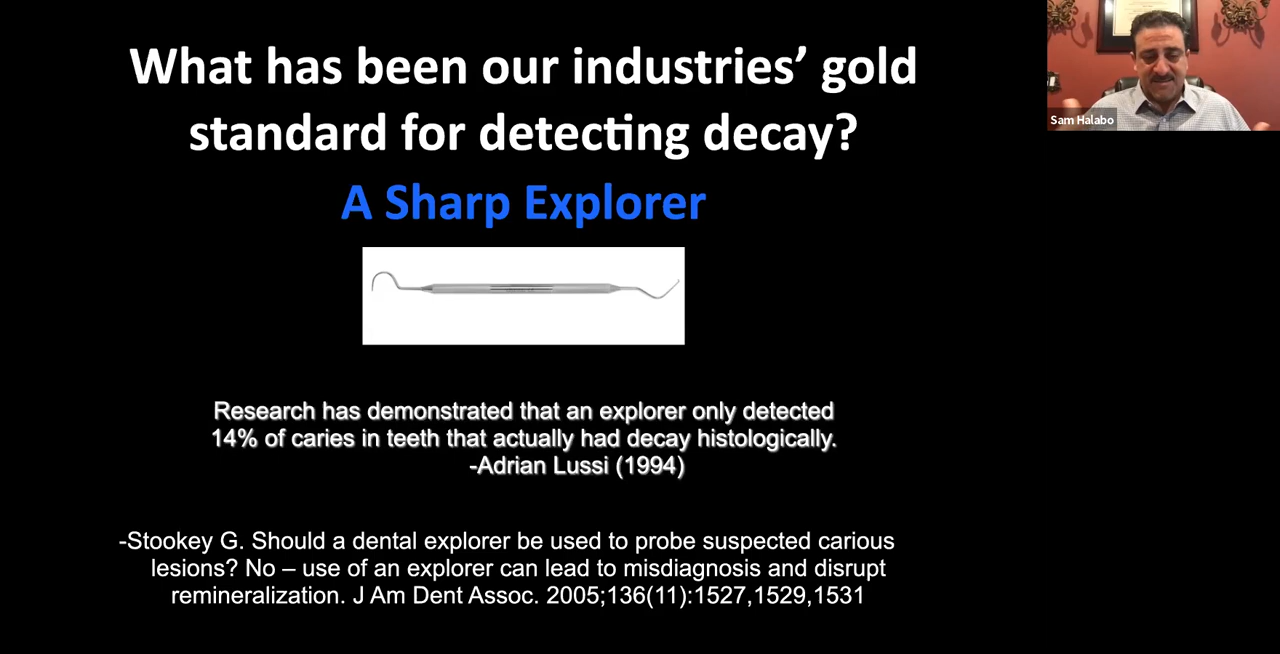 What has been our industries’ gold
standard for detecting decay?
A Sharp Explorer
Research has demonstrated that an explorer only detected
14% of caries in teeth that actually had decay histologically.
-Adrian Lussi (1994)
-Stookey G. Should a dental explorer be used to probe suspected carious
lesions? No – use of an explorer can lead to misdiagnosis and disrupt
remineralization. J Am Dent Assoc. 2005;136(11):1527,1529,1531
Sam Halabo